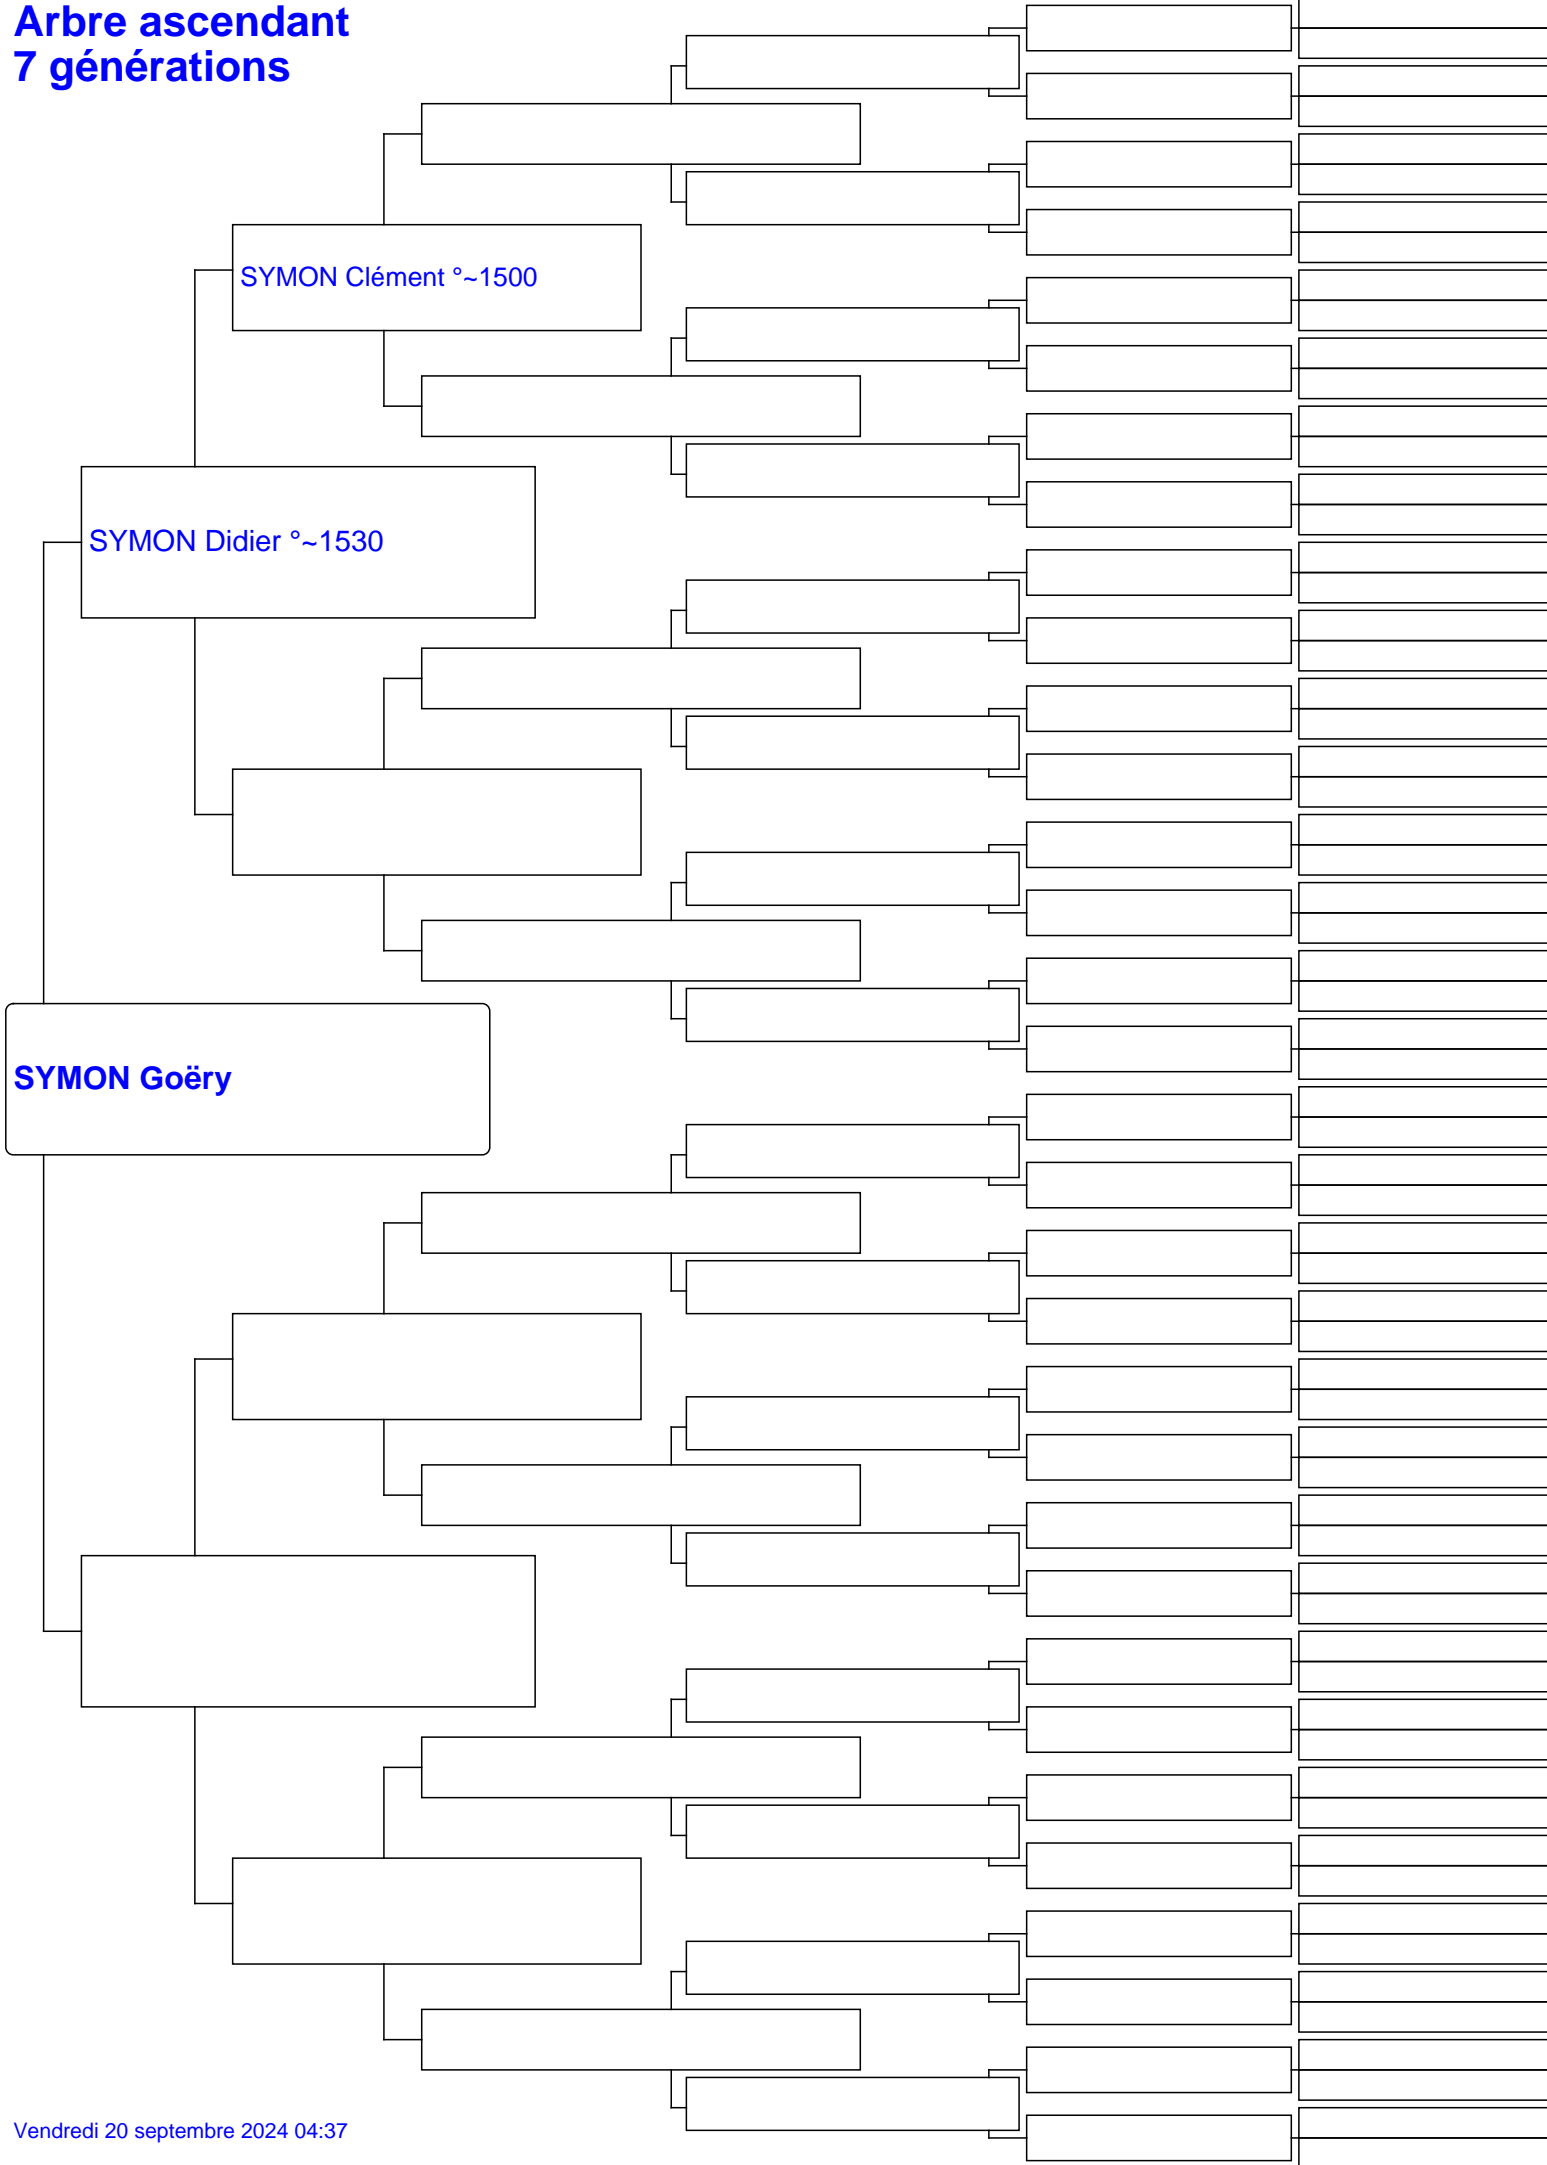 Arbre ascendant
7 générations
SYMON Clément °~1500
SYMON Didier °~1530
SYMON Goëry
Vendredi 20 septembre 2024 04:37